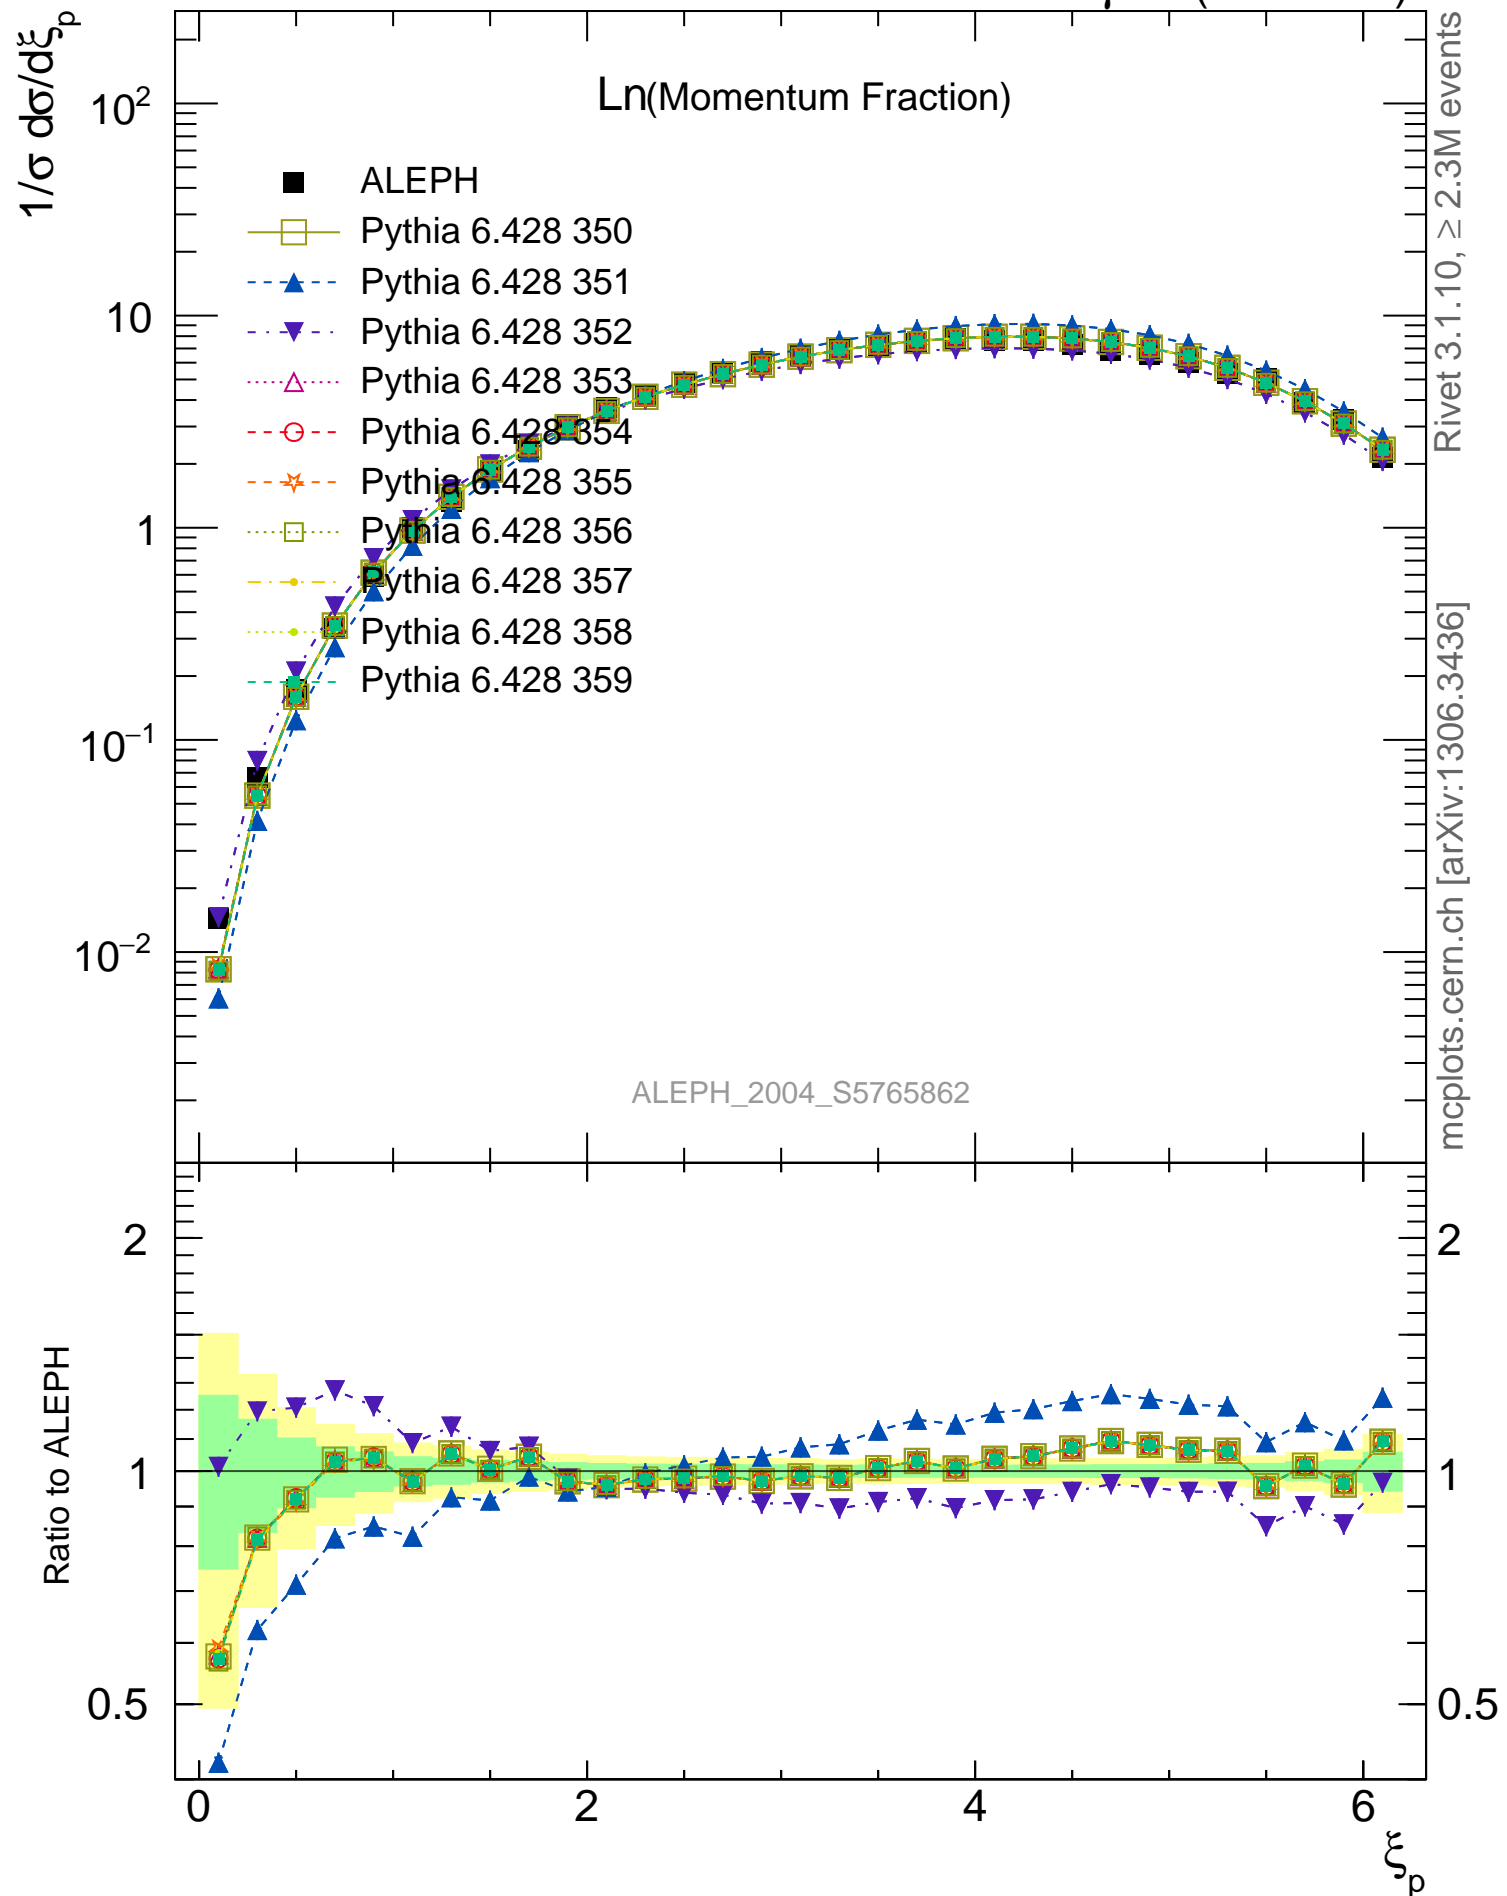 1/σ dσ/dξp
Ln(Momentum Fraction)
ALEPH
Pythia 6.428 350
Pythia 6.428 351
Pythia 6.428 352
Pythia 6.428 353
Pythia 6.428 354
Pythia 6.428 355
Pythia 6.428 356
Pythia 6.428 357
Pythia 6.428 358
Pythia 6.428 359
10²
10
1
10⁻¹
10⁻²
ALEPH_2004_S5765862
Rivet 3.1.10, ≥ 2.3M events
mcplots.cern.ch [arXiv:1306.3436]
Ratio to ALEPH
2
1
0.5
2
1
0.5
0 2 4 6
ξp